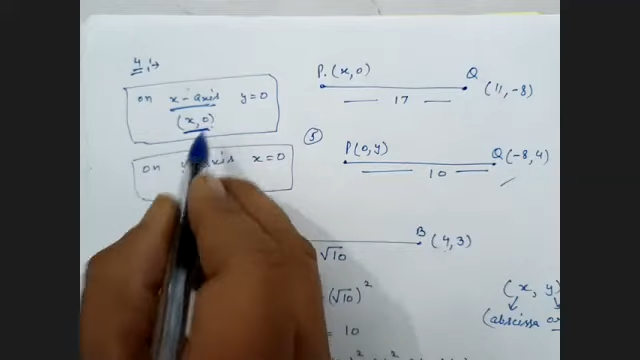 4 i→
on x-axis y=0
(x,0)
on axis x=0
P. (x,0) Q (11,-8)
17
⑤ P(0,y) Q(-8,4)
10
B (4,3)
√10
(√10)²
= 10
(x, y)
(abscissa